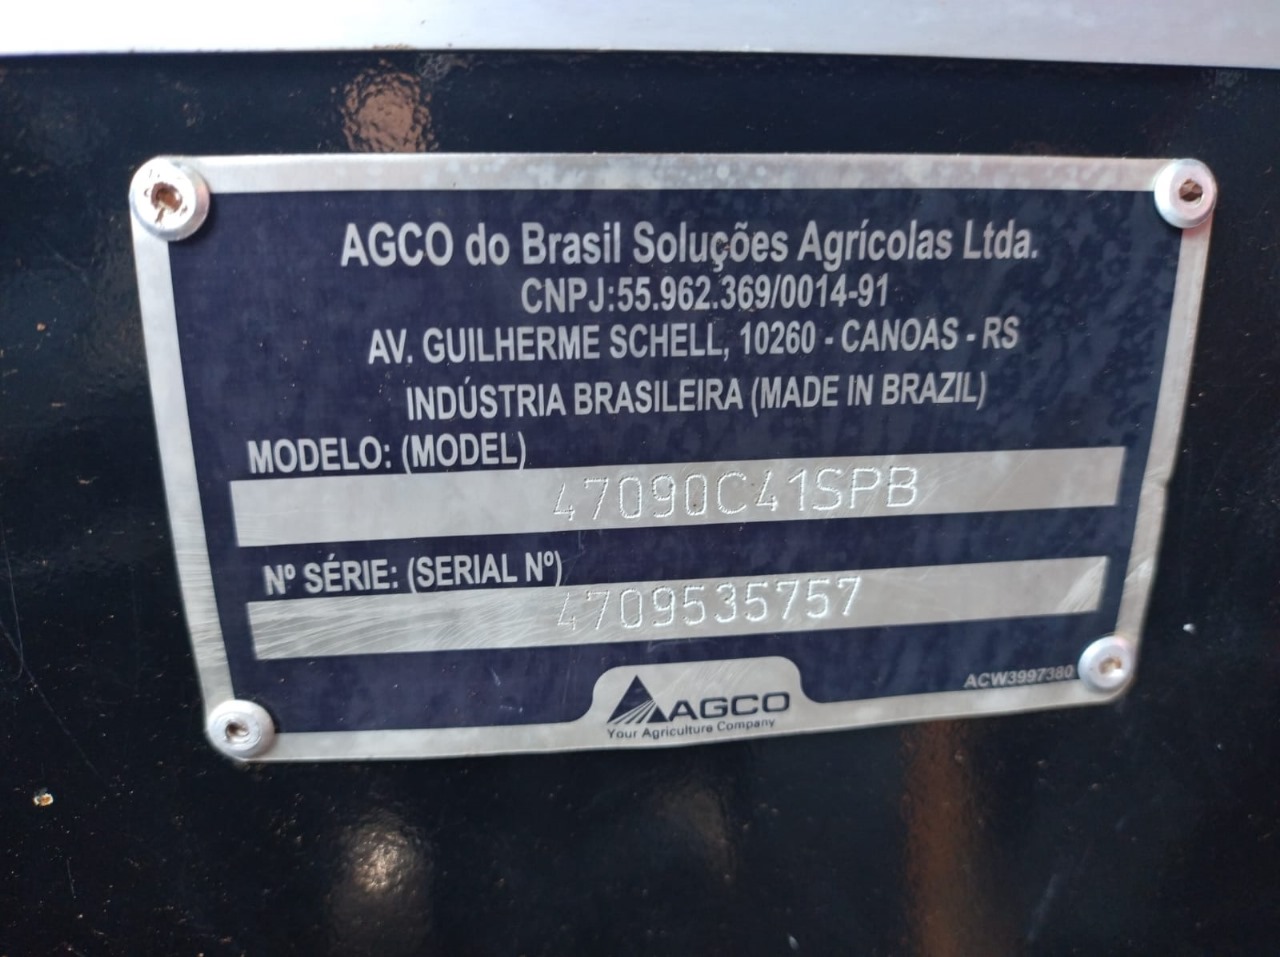 AGCO do Brasil Soluções Agrícolas Ltda.
CNPJ:55.962.369/0014-91
AV. GUILHERME SCHELL, 10260 - CANOAS - RS
INDÚSTRIA BRASILEIRA (MADE IN BRAZIL)
MODELO: (MODEL)
47090C41SPB
Nº SÉRIE: (SERIAL Nº)
4709535757
AGCO
Your Agriculture Company
ACW3997380